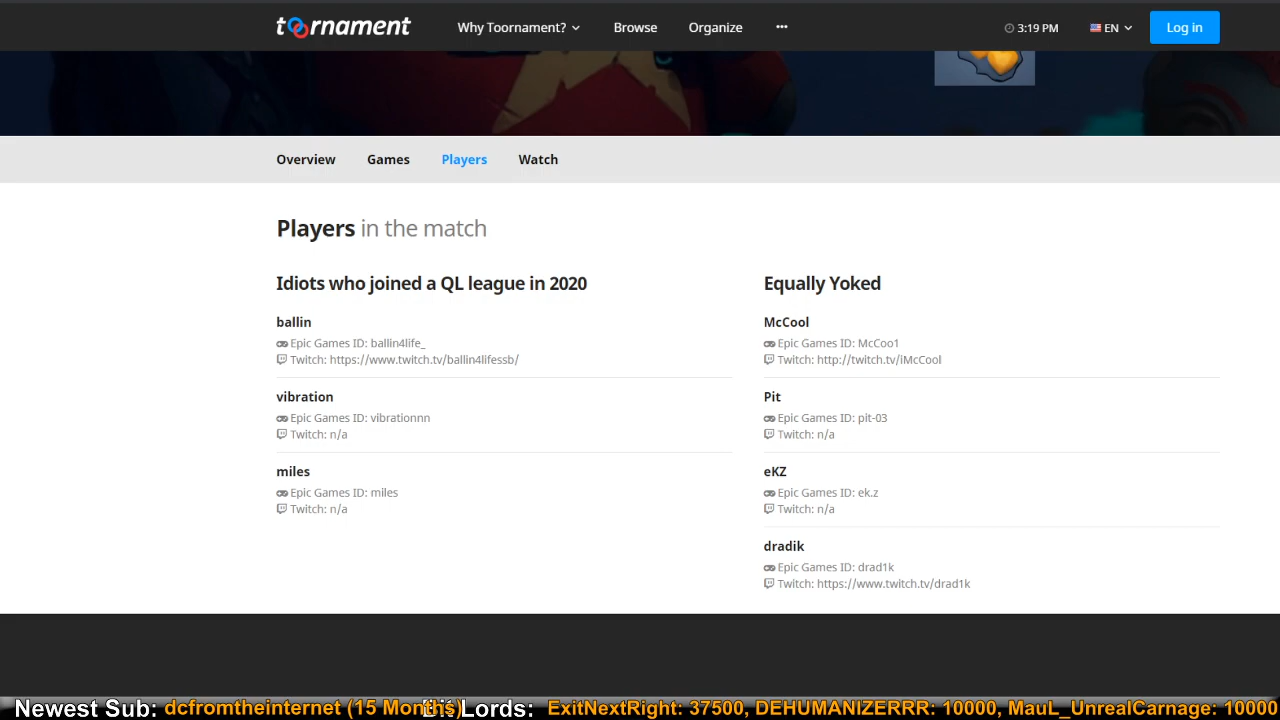 toornament Why Toornament? Browse Organize ••• 3:19 PM EN Log in
Overview Games Players Watch
Players in the match
Idiots who joined a QL league in 2020
ballin
Epic Games ID: ballin4life_
Twitch: https://www.twitch.tv/ballin4lifessb/
vibration
Epic Games ID: vibrationnn
Twitch: n/a
miles
Epic Games ID: miles
Twitch: n/a
Equally Yoked
McCool
Epic Games ID: McCoo1
Twitch: http://twitch.tv/iMcCool
Pit
Epic Games ID: pit-03
Twitch: n/a
eKZ
Epic Games ID: ek.z
Twitch: n/a
dradik
Epic Games ID: drad1k
Twitch: https://www.twitch.tv/drad1k
Newest Sub: dcfromtheinternet (15 Months) Lords: ExitNextRight: 37500, DEHUMANIZERRR: 10000, MauL_UnrealCarnage: 10000